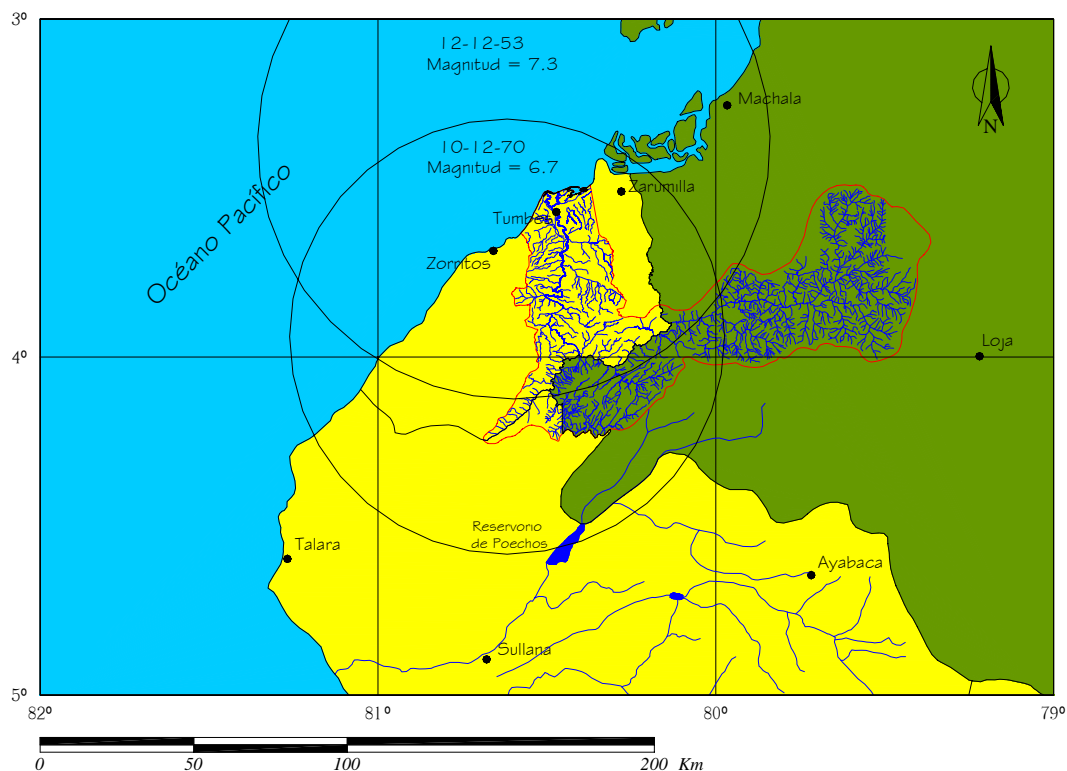 3º
12-12-53
Magnitud = 7.3
Machala
N
10-12-70
Magnitud = 6.7
Zarumilla
Océano Pacífico
Tumbes
Zorritos
4º
Loja
Reservorio
de Poechos
Talara
Ayabaca
Sullana
5º
82º
81º
80º
79º
0
50
100
200 Km